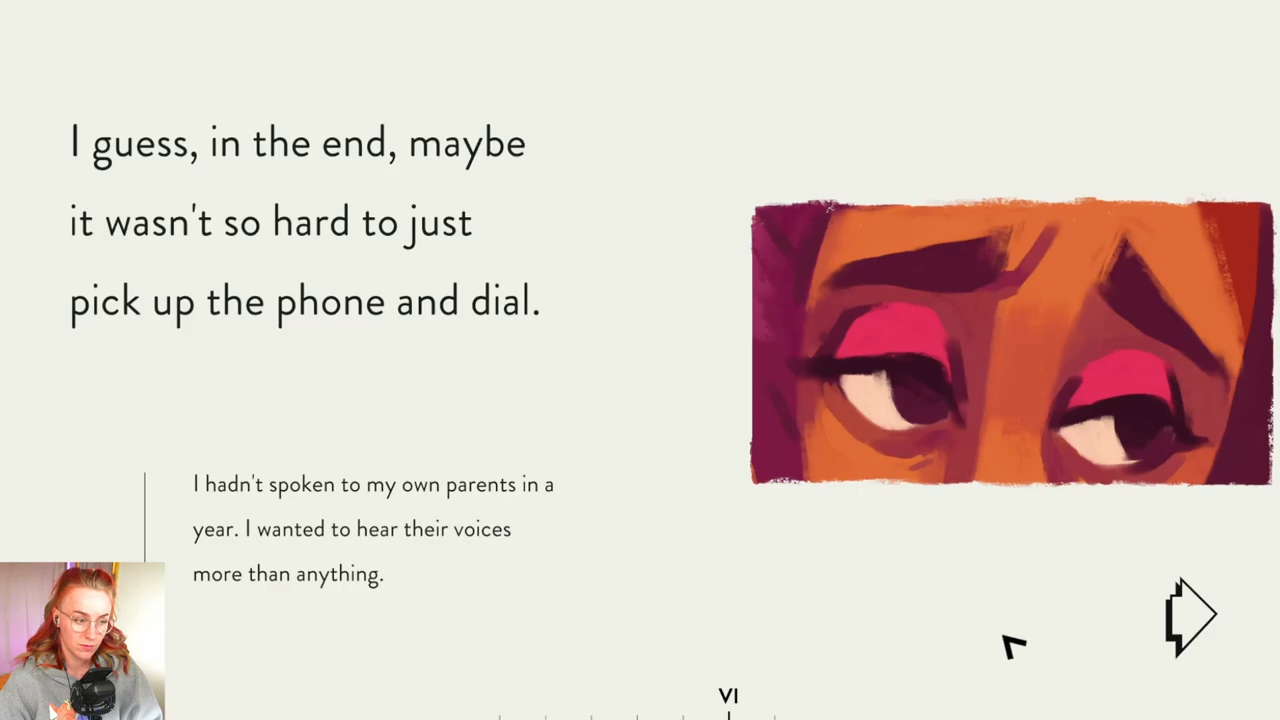 I guess, in the end, maybe
it wasn't so hard to just
pick up the phone and dial.
I hadn't spoken to my own parents in a
year. I wanted to hear their voices
more than anything.
VI